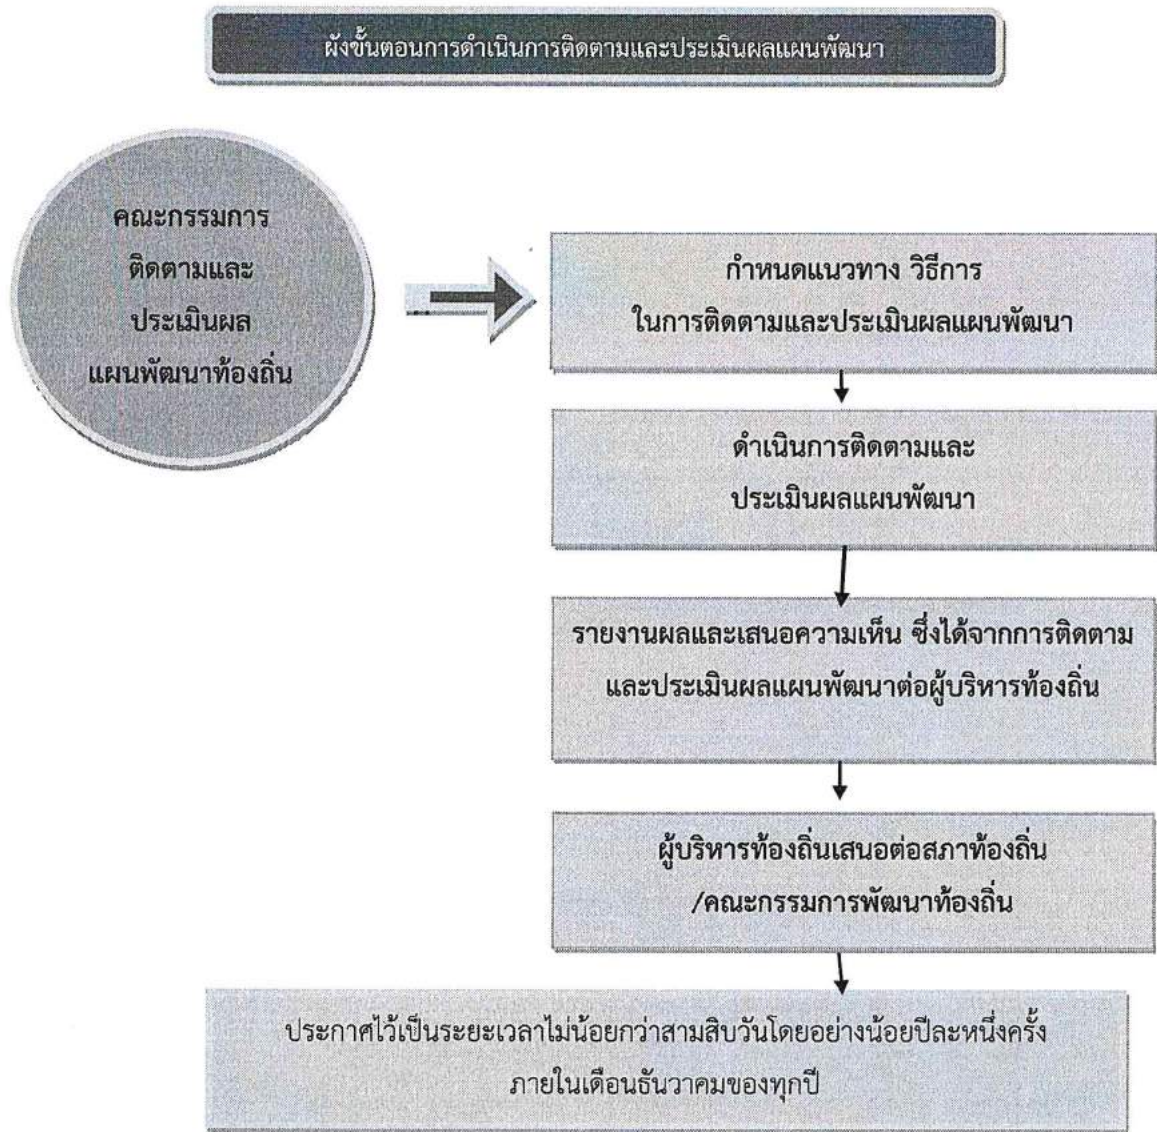 ผังขั้นตอนการดำเนินการติดตามและประเมินผลแผนพัฒนา
คณะกรรมการ
ติดตามและ
ประเมินผล
แผนพัฒนาท้องถิ่น
กำหนดแนวทาง วิธีการ
ในการติดตามและประเมินผลแผนพัฒนา
ดำเนินการติดตามและ
ประเมินผลแผนพัฒนา
รายงานผลและเสนอความเห็น ซึ่งได้จากการติดตาม
และประเมินผลแผนพัฒนาต่อผู้บริหารท้องถิ่น
ผู้บริหารท้องถิ่นเสนอต่อสภาท้องถิ่น
/คณะกรรมการพัฒนาท้องถิ่น
ประกาศไว้เป็นระยะเวลาไม่น้อยกว่าสามสิบวันโดยอย่างน้อยปีละหนึ่งครั้ง
ภายในเดือนธันวาคมของทุกปี